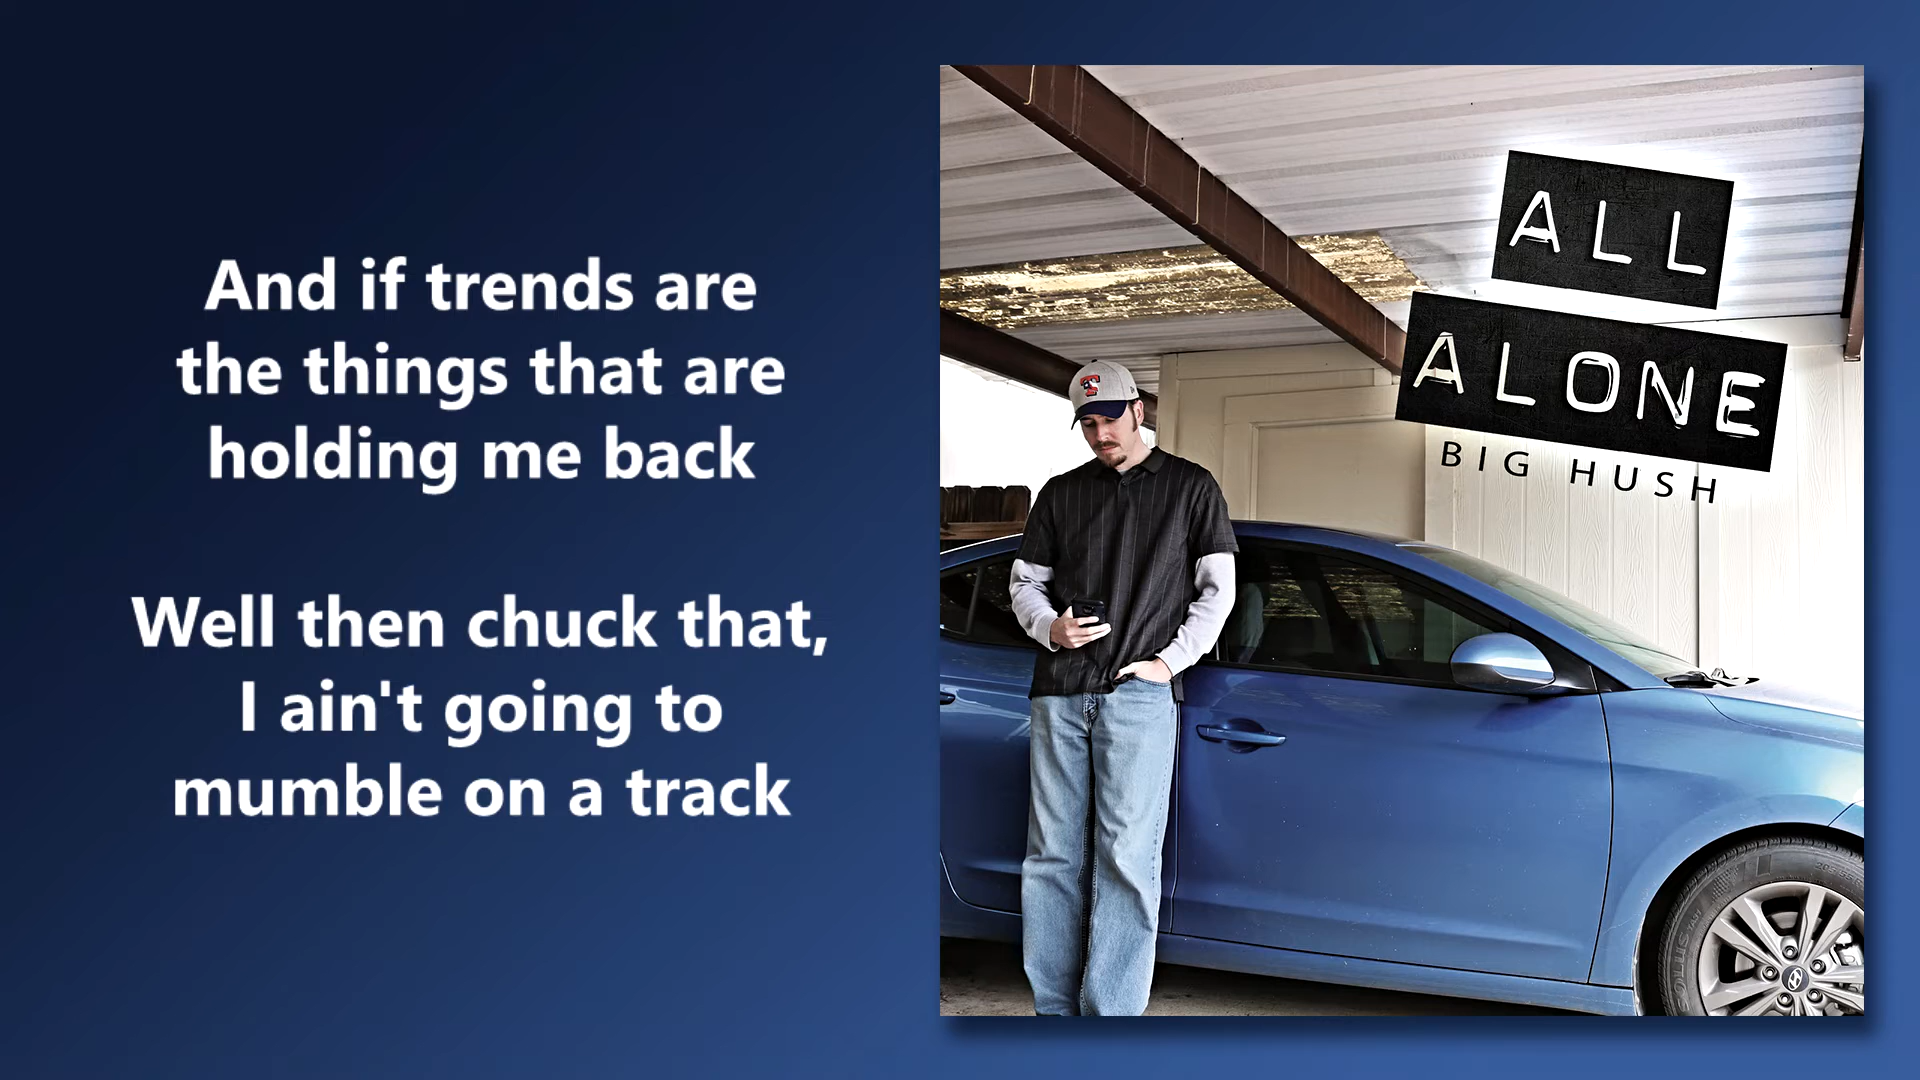 And if trends are
the things that are
holding me back
Well then chuck that,
I ain't going to
mumble on a track
ALL
ALONE
BIG HUSH
T